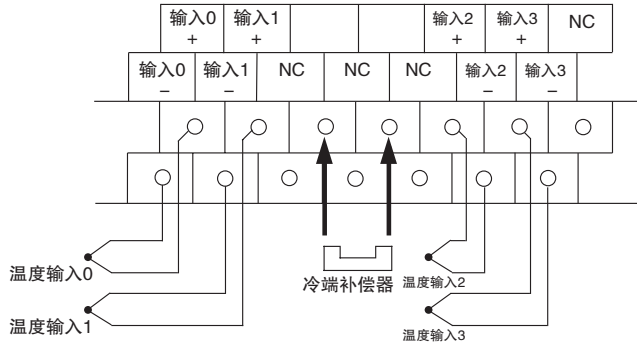 输入0 输入1 输入2 输入3 NC
+ + + +
输入0 输入1 NC NC NC 输入2 输入3
− − − −
温度输入0 冷端补偿器 温度输入2
温度输入1 温度输入3